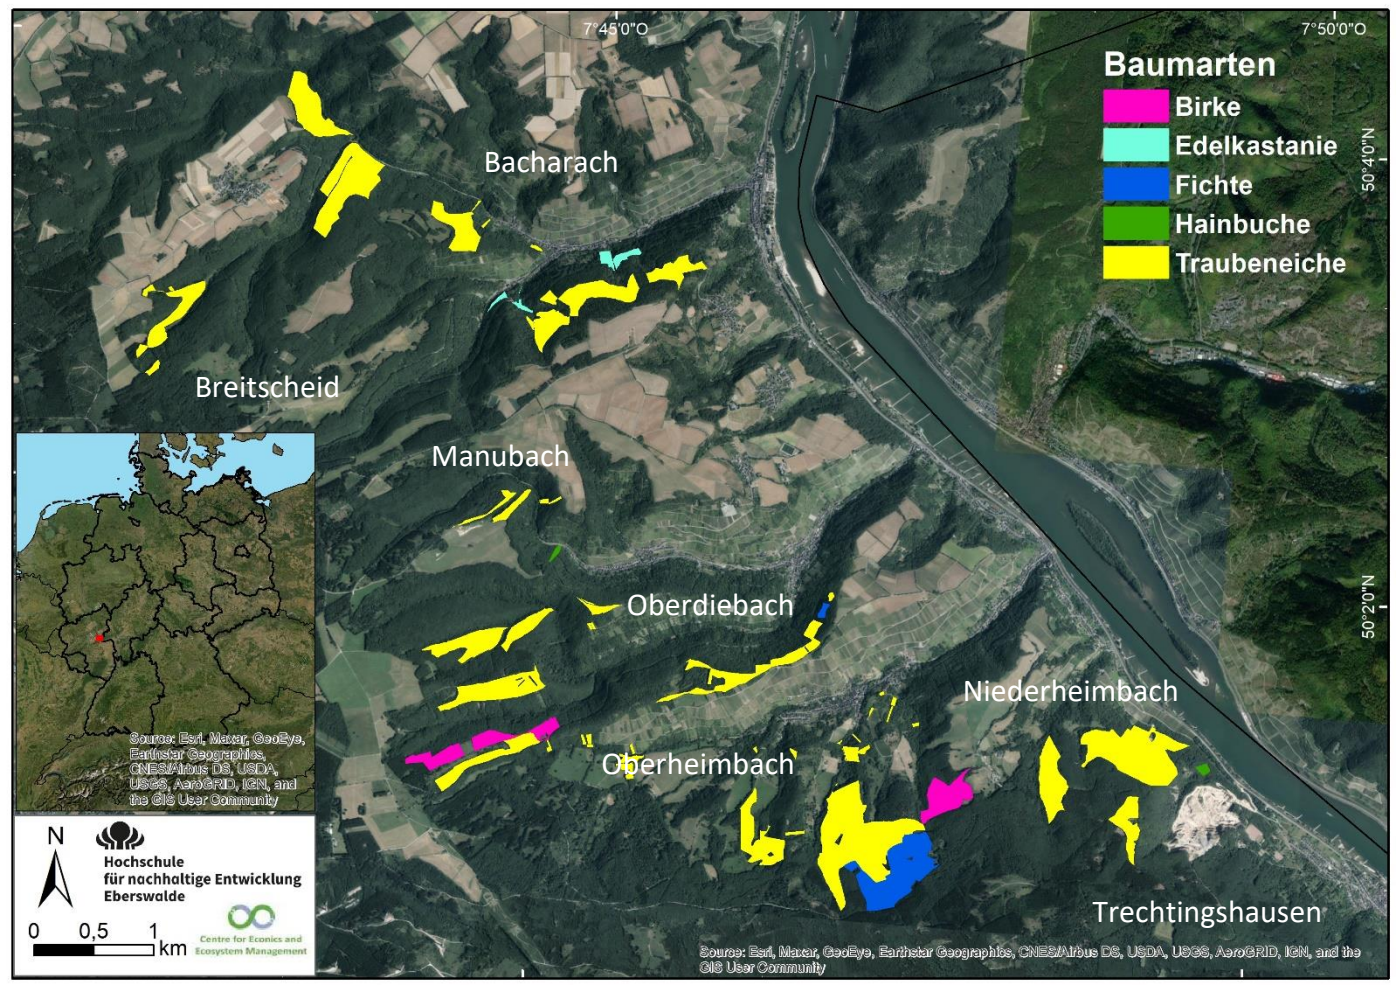 7°45'0"O
7°50'0"O
Baumarten
Birke
Edelkastanie
Fichte
Hainbuche
Traubeneiche
50°4'0"N
Bacharach
Breitscheid
Manubach
Oberdiebach
50°2'0"N
Niederheimbach
Oberheimbach
Trechtingshausen
Source: Esri, Maxar, GeoEye,
Earthstar Geographics,
CNES/Airbus DS, USDA,
USGS, AeroGRID, IGN, and
the GIS User Community
N
Hochschule
für nachhaltige Entwicklung
Eberswalde
0 0,5 1
km
Centre for Econics and
Ecosystem Management
Source: Esri, Maxar, GeoEye, Earthstar Geographics, CNES/Airbus DS, USDA, USGS, AeroGRID, IGN, and the
GIS User Community